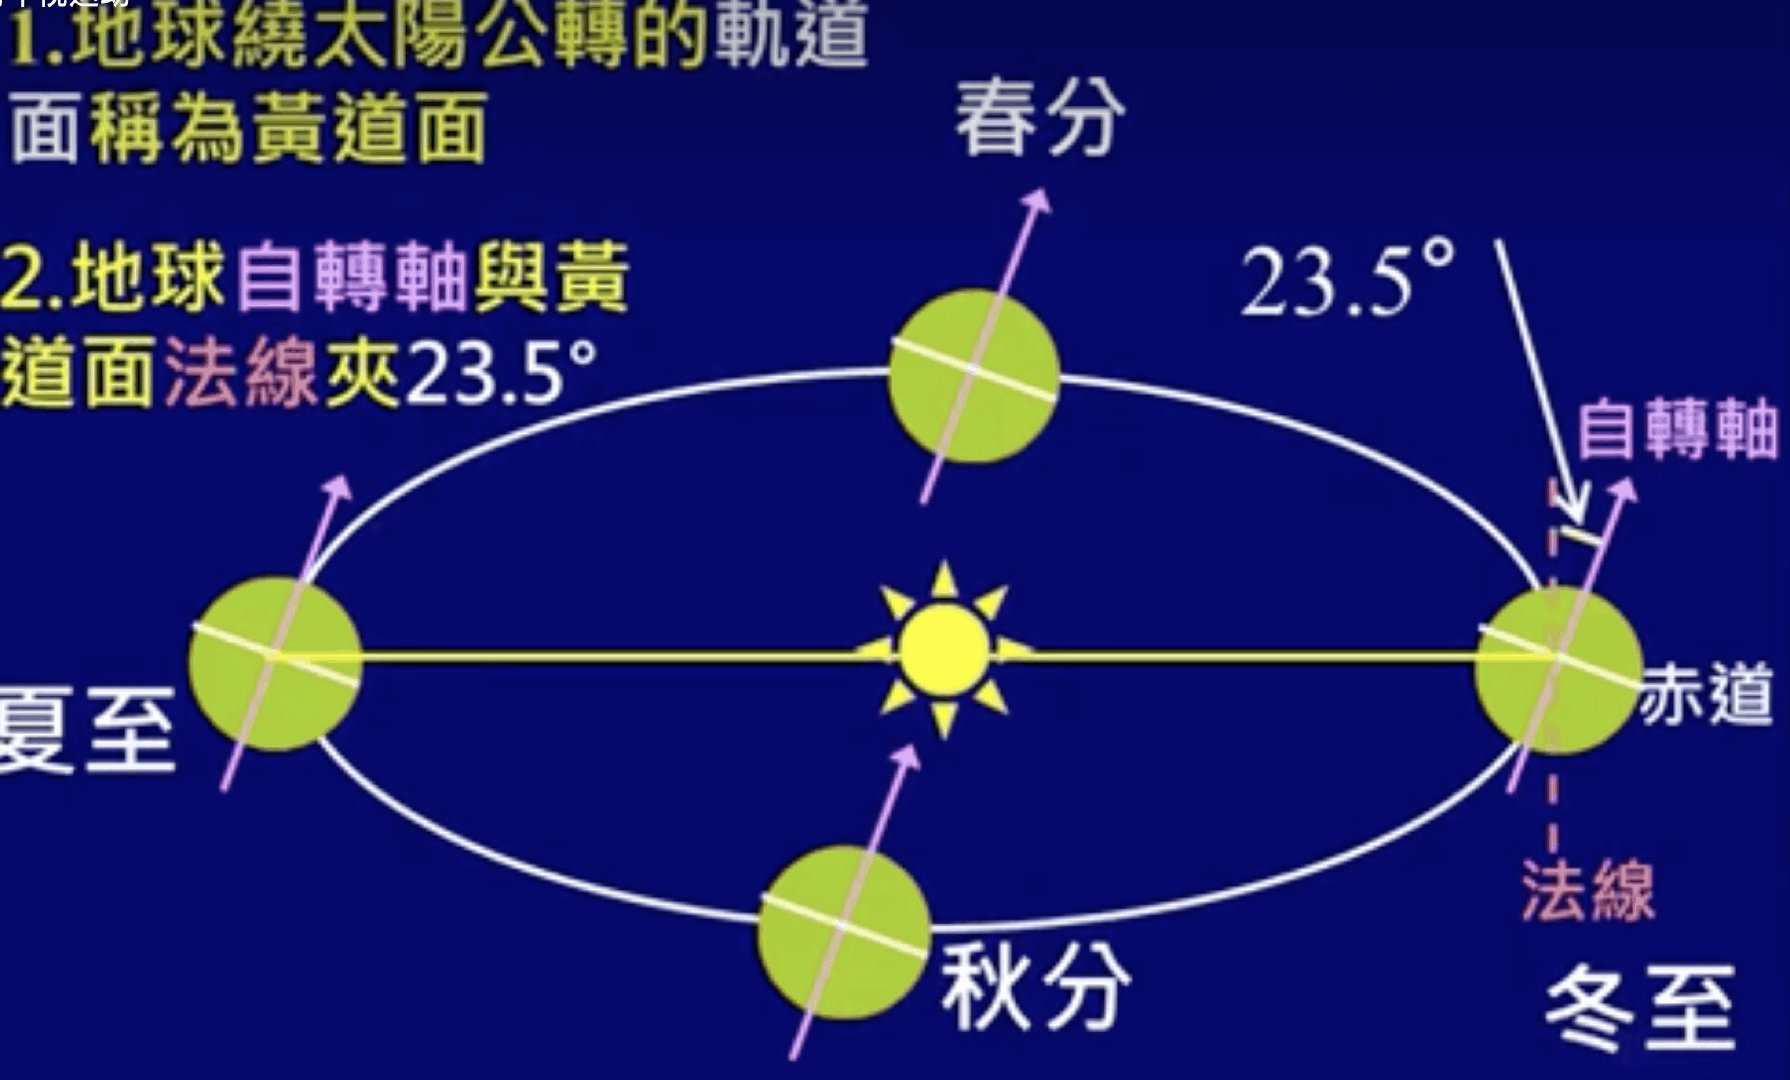 1.地球繞太陽公轉的軌道
面稱為黃道面
春分
2.地球自轉軸與黃
道面法線夾23.5°
23.5°
自轉軸
夏至
赤道
法線
秋分
冬至